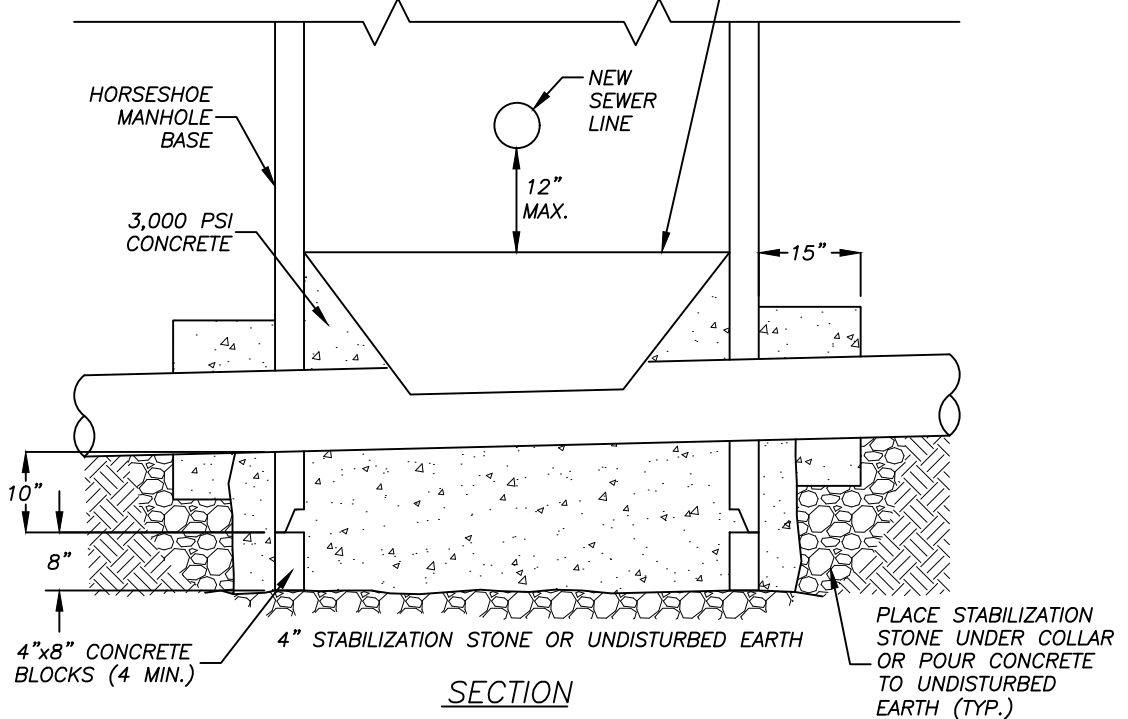 HORSESHOE
MANHOLE
BASE
NEW
SEWER
LINE
12”
MAX.
3,000 PSI
CONCRETE
15”
10”
8”
4”x8” CONCRETE
BLOCKS (4 MIN.)
4” STABILIZATION STONE OR UNDISTURBED EARTH
PLACE STABILIZATION
STONE UNDER COLLAR
OR POUR CONCRETE
TO UNDISTURBED
EARTH (TYP.)
SECTION